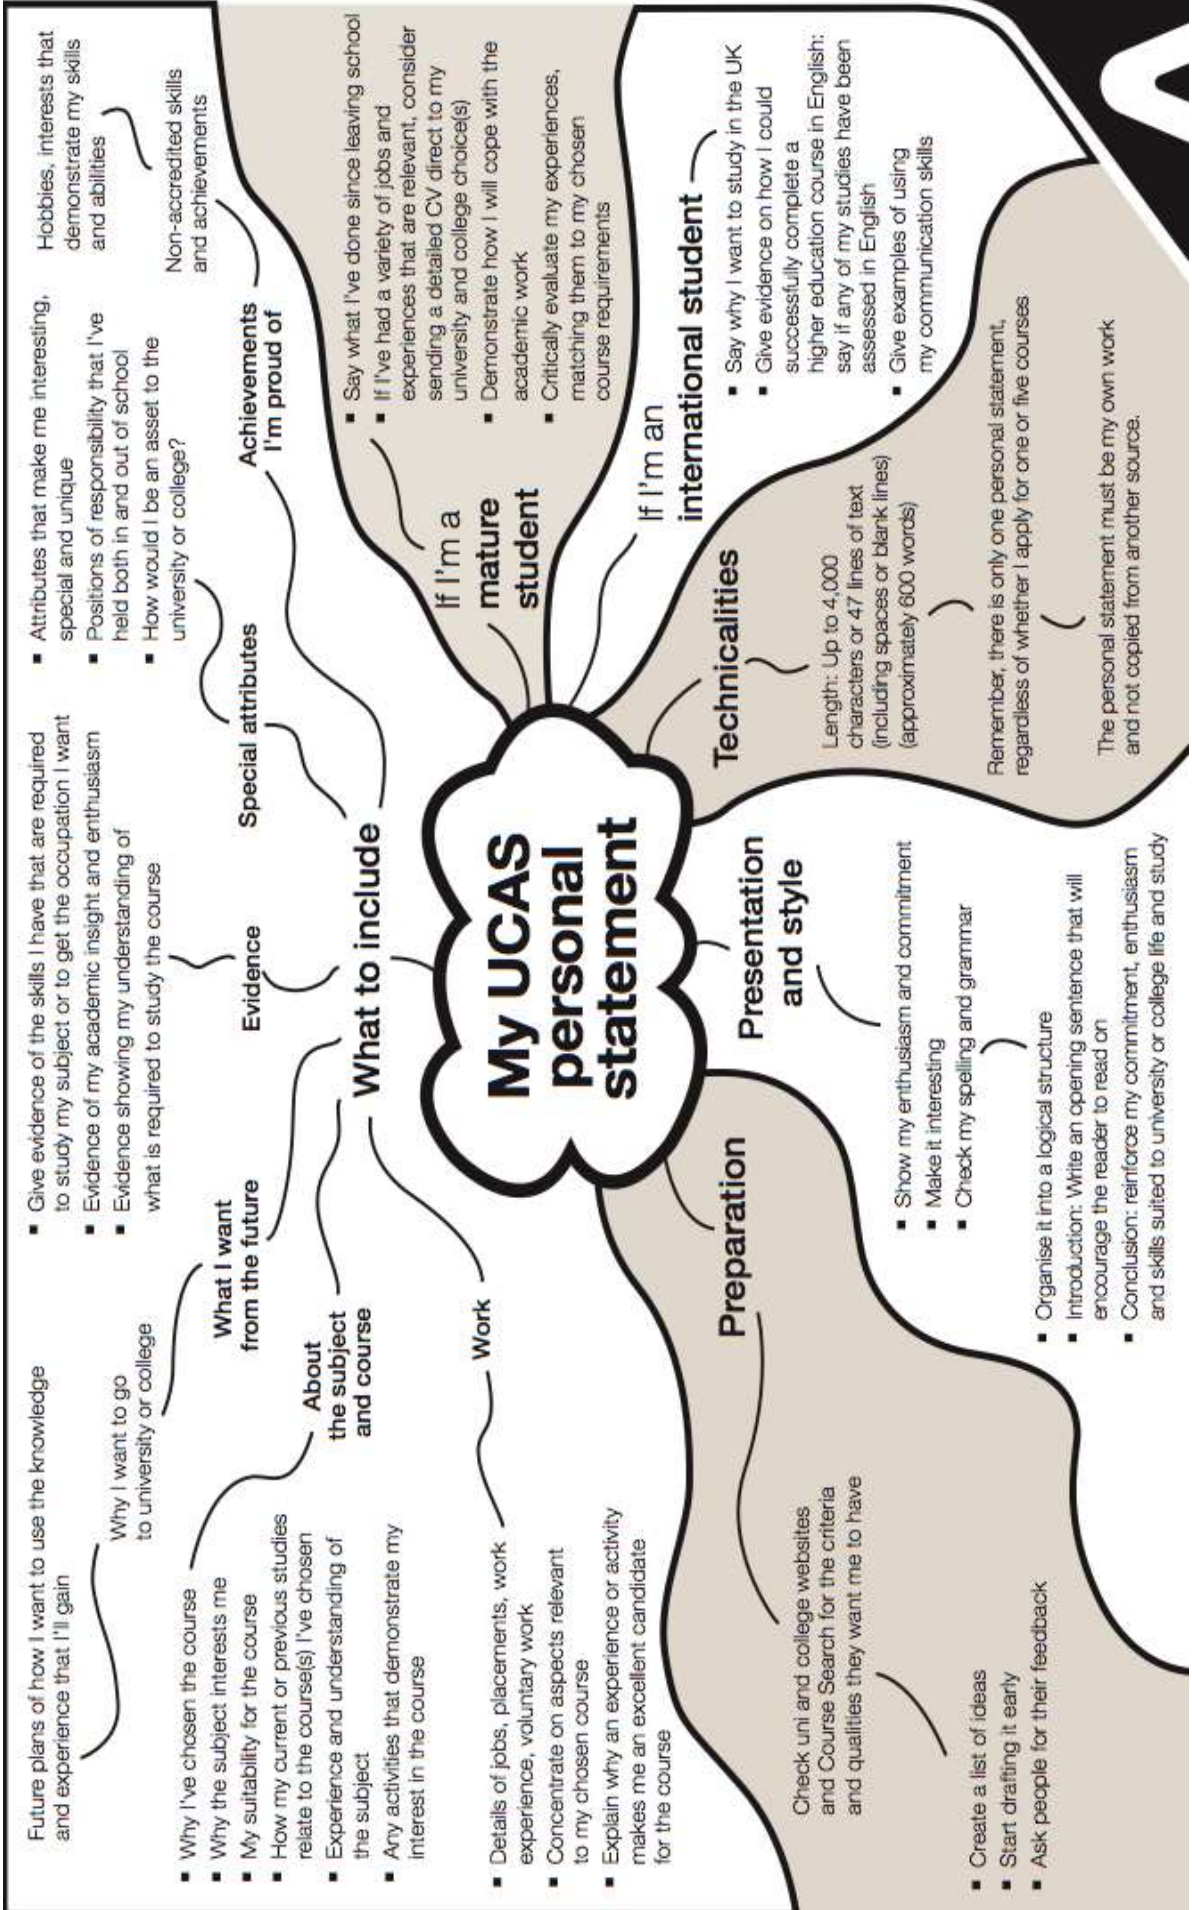 Future plans of how I want to use the knowledge
and experience that I'll gain
Why I want to go
to university or college
What I want
from the future
▪ Give evidence of the skills I have that are required
to study my subject or to get the occupation I want
▪ Evidence of my academic insight and enthusiasm
▪ Evidence showing my understanding of
what is required to study the course
Evidence
▪ Attributes that make me interesting,
special and unique
▪ Positions of responsibility that I've
held both in and out of school
▪ How would I be an asset to the
university or college?
Special attributes
Hobbies, interests that
demonstrate my skills
and abilities
Non-accredited skills
and achievements
Achievements
I'm proud of
▪ Why I've chosen the course
▪ Why the subject interests me
▪ My suitability for the course
▪ How my current or previous studies
relate to the course(s) I've chosen
▪ Experience and understanding of
the subject
▪ Any activities that demonstrate my
interest in the course
About
the subject
and course
What to include
▪ Details of jobs, placements, work
experience, voluntary work
▪ Concentrate on aspects relevant
to my chosen course
▪ Explain why an experience or activity
makes me an excellent candidate
for the course
Work
My UCAS
personal
statement
If I'm a
mature
student
▪ Say what I've done since leaving school
▪ If I've had a variety of jobs and
experiences that are relevant, consider
sending a detailed CV direct to my
university and college choice(s)
▪ Demonstrate how I will cope with the
academic work
▪ Critically evaluate my experiences,
matching them to my chosen
course requirements
If I'm an
international student
▪ Say why I want to study in the UK
▪ Give evidence on how I could
successfully complete a
higher education course in English:
say if any of my studies have been
assessed in English
▪ Give examples of using
my communication skills
Preparation
Check uni and college websites
and Course Search for the criteria
and qualities they want me to have
▪ Create a list of ideas
▪ Start drafting it early
▪ Ask people for their feedback
Presentation
and style
▪ Show my enthusiasm and commitment
▪ Make it interesting
▪ Check my spelling and grammar
▪ Organise it into a logical structure
▪ Introduction: Write an opening sentence that will
encourage the reader to read on
▪ Conclusion: reinforce my commitment, enthusiasm
and skills suited to university or college life and study
Technicalities
Length: Up to 4,000
characters or 47 lines of text
(including spaces or blank lines)
(approximately 600 words)
Remember, there is only one personal statement,
regardless of whether I apply for one or five courses
The personal statement must be my own work
and not copied from another source.